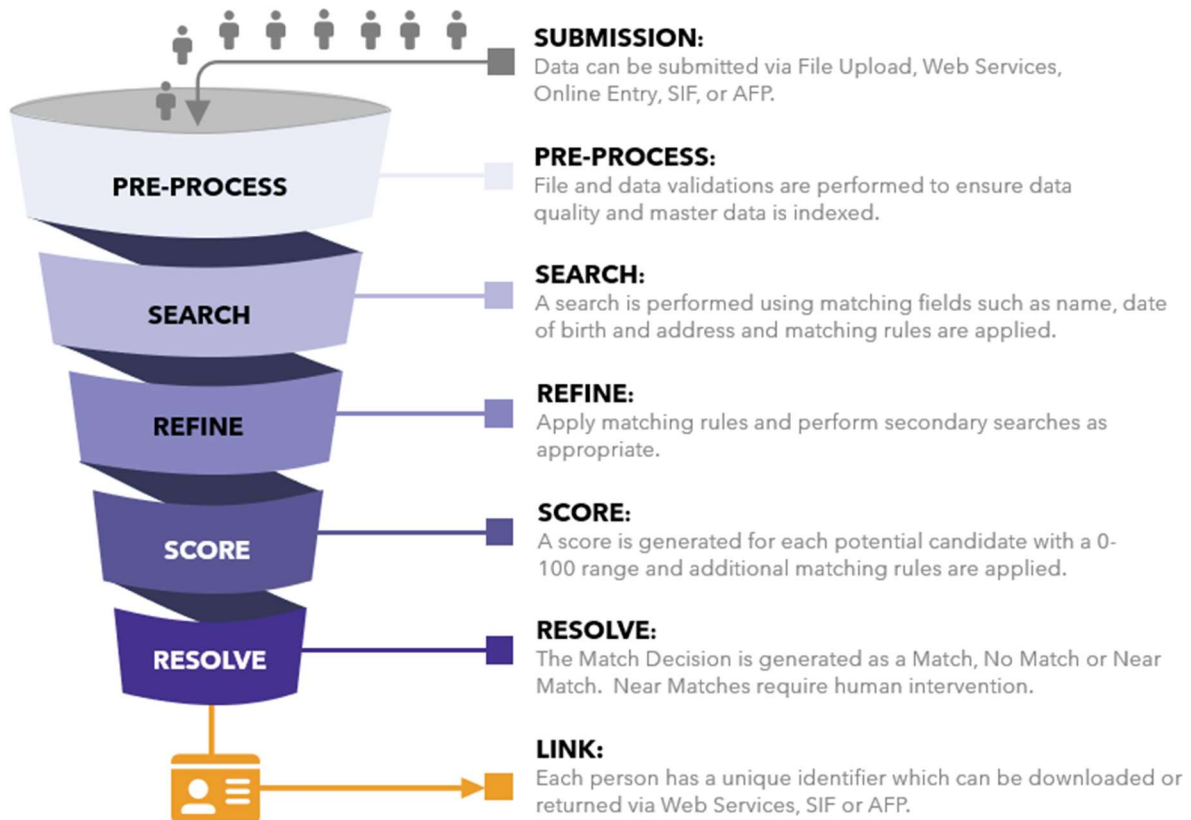 SUBMISSION:
Data can be submitted via File Upload, Web Services,
Online Entry, SIF, or AFP.
PRE-PROCESS
PRE-PROCESS:
File and data validations are performed to ensure data
quality and master data is indexed.
SEARCH
SEARCH:
A search is performed using matching fields such as name, date
of birth and address and matching rules are applied.
REFINE
REFINE:
Apply matching rules and perform secondary searches as
appropriate.
SCORE
SCORE:
A score is generated for each potential candidate with a 0-
100 range and additional matching rules are applied.
RESOLVE
RESOLVE:
The Match Decision is generated as a Match, No Match or Near
Match.  Near Matches require human intervention.
LINK:
Each person has a unique identifier which can be downloaded or
returned via Web Services, SIF or AFP.